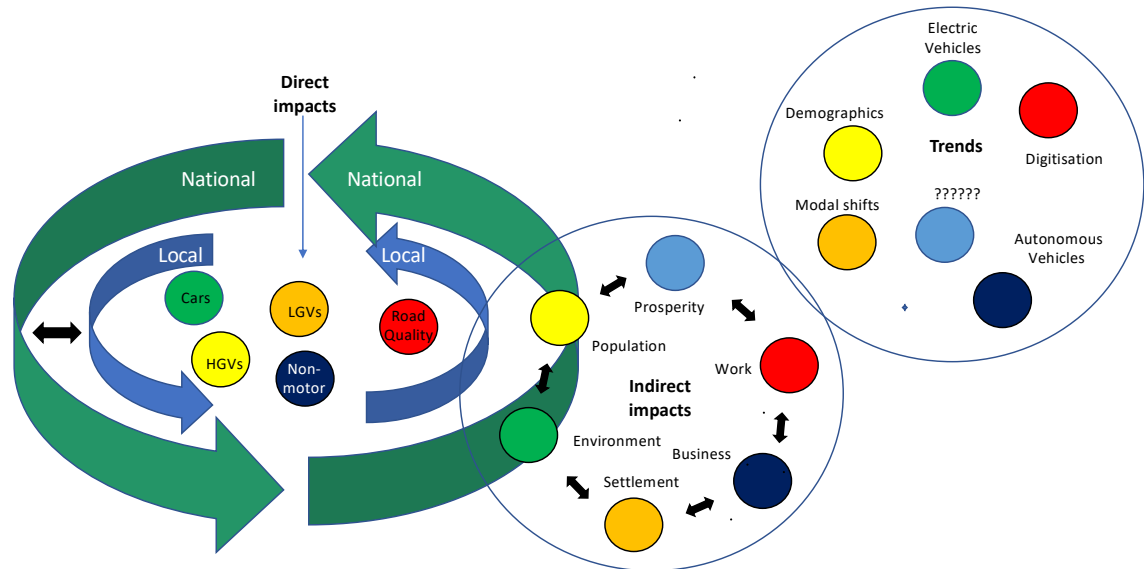 Direct
impacts
National
National
Local
Local
Cars
LGVs
Road
Quality
HGVs
Non-
motor
Prosperity
Population
Work
Indirect
impacts
Environment
Business
Settlement
Electric
Vehicles
Demographics
Trends
Digitisation
Modal shifts
??????
Autonomous
Vehicles